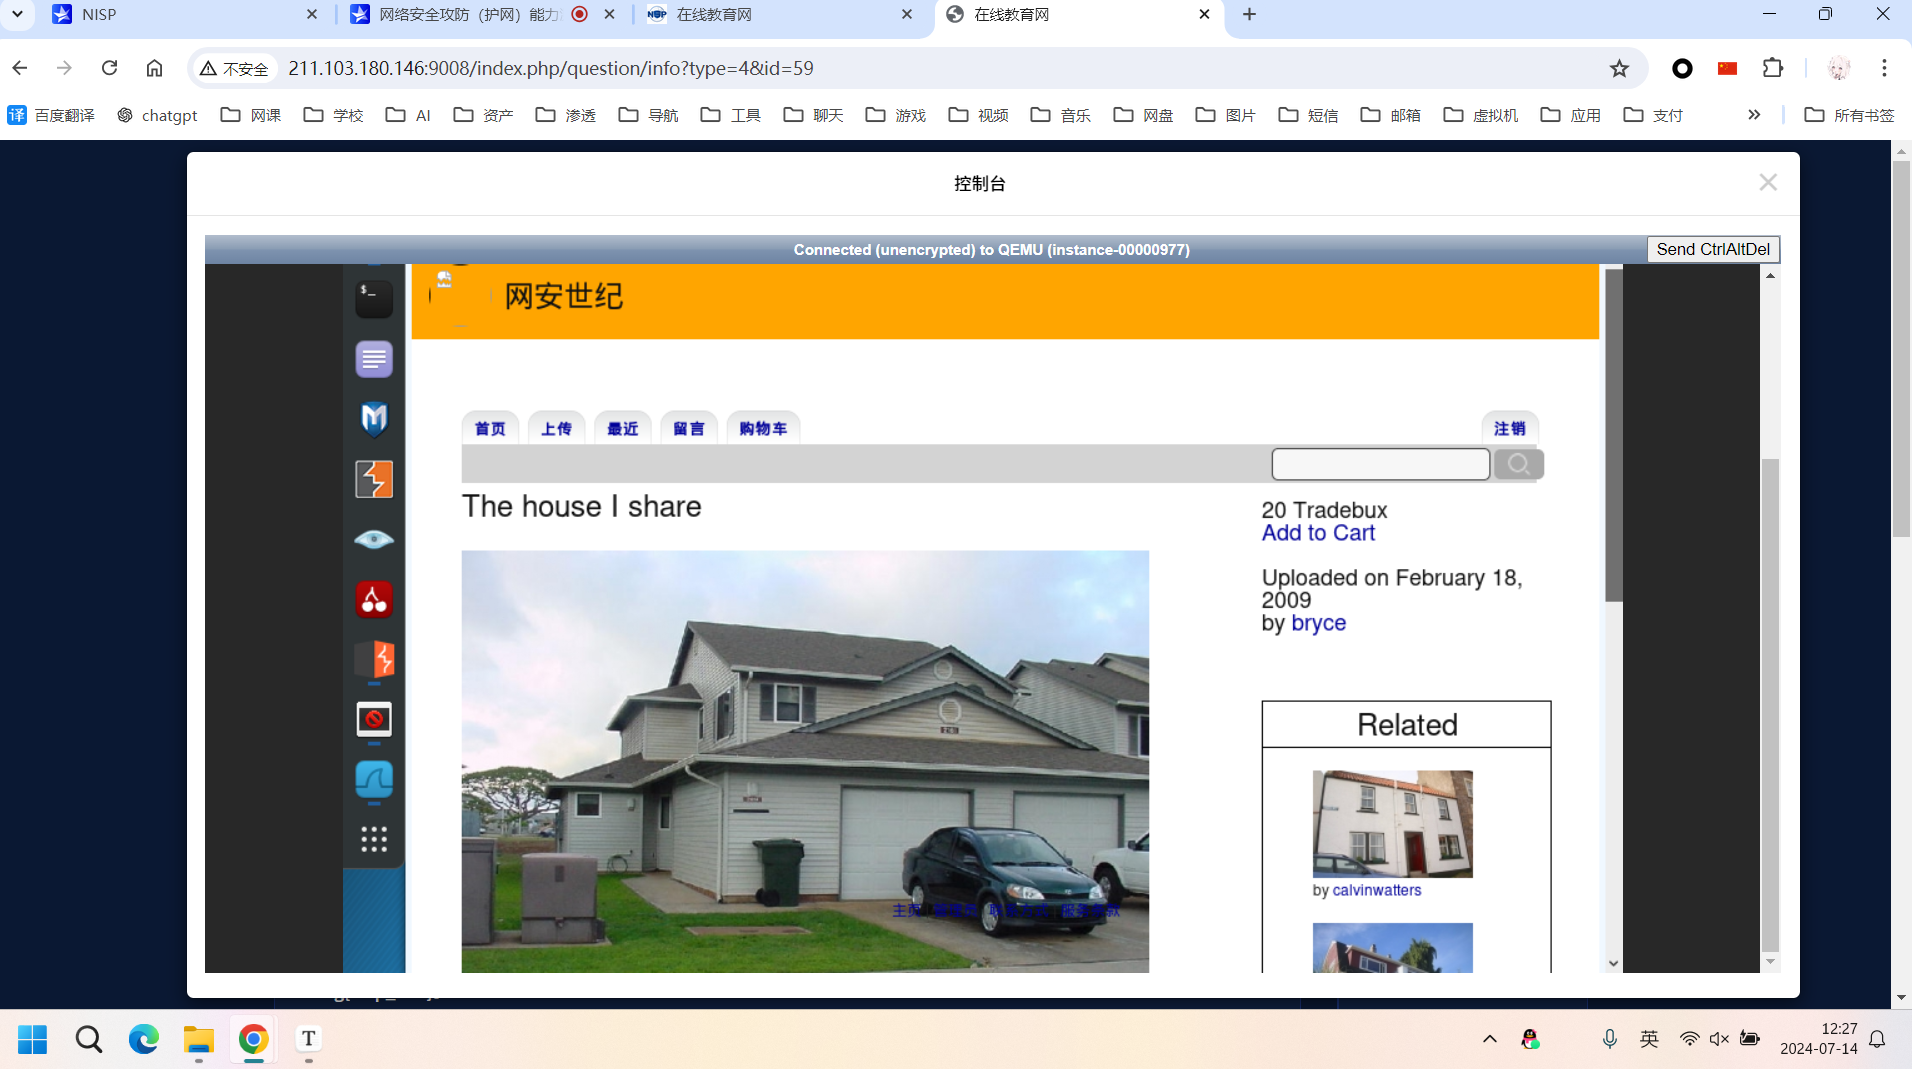 NISP
网络安全攻防（护网）能力
在线教育网
在线教育网
不安全
211.103.180.146:9008/index.php/question/info?type=4&id=59
百度翻译
chatgpt
网课
学校
AI
资产
渗透
导航
工具
聊天
游戏
视频
音乐
网盘
图片
短信
邮箱
虚拟机
应用
支付
所有书签
控制台
Connected (unencrypted) to QEMU (instance-00000977)
Send CtrlAltDel
网安世纪
首页
上传
最近
留言
购物车
注销
The house I share
20 Tradebux
Add to Cart
Uploaded on February 18,
2009
by bryce
Related
by calvinwatters
主页
英
12:27
2024-07-14